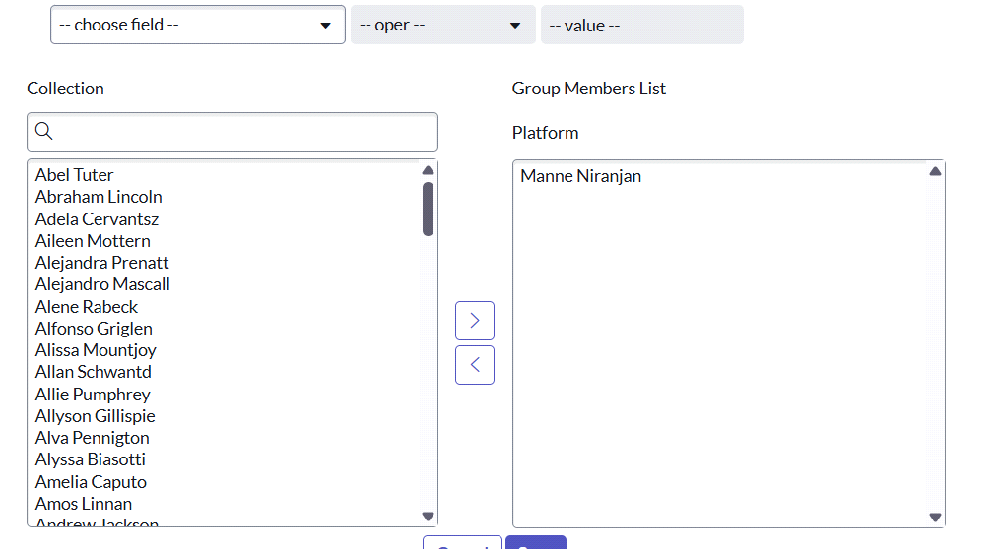 -- choose field -- -- oper -- -- value --
Collection
Group Members List
Platform
Abel Tuter
Abraham Lincoln
Adela Cervantsz
Aileen Mottern
Alejandra Prenatt
Alejandro Mascall
Alene Rabeck
Alfonso Griglen
Alissa Mountjoy
Allan Schwantd
Allie Pumphrey
Allyson Gillispie
Alva Pennigton
Alyssa Biasotti
Amelia Caputo
Amos Linnan
Andrew Jackson
Manne Niranjan